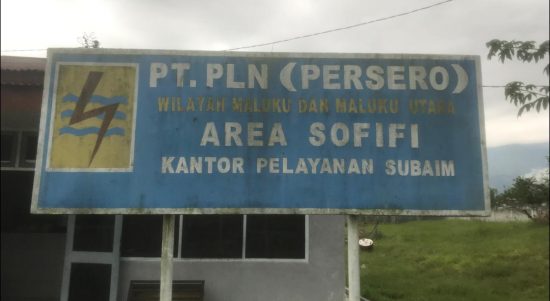 PT. PLN (PERSERO)
WILAYAH MALUKU DAN MALUKU UTARA
AREA SOFIFI
KANTOR PELAYANAN SUBAIM